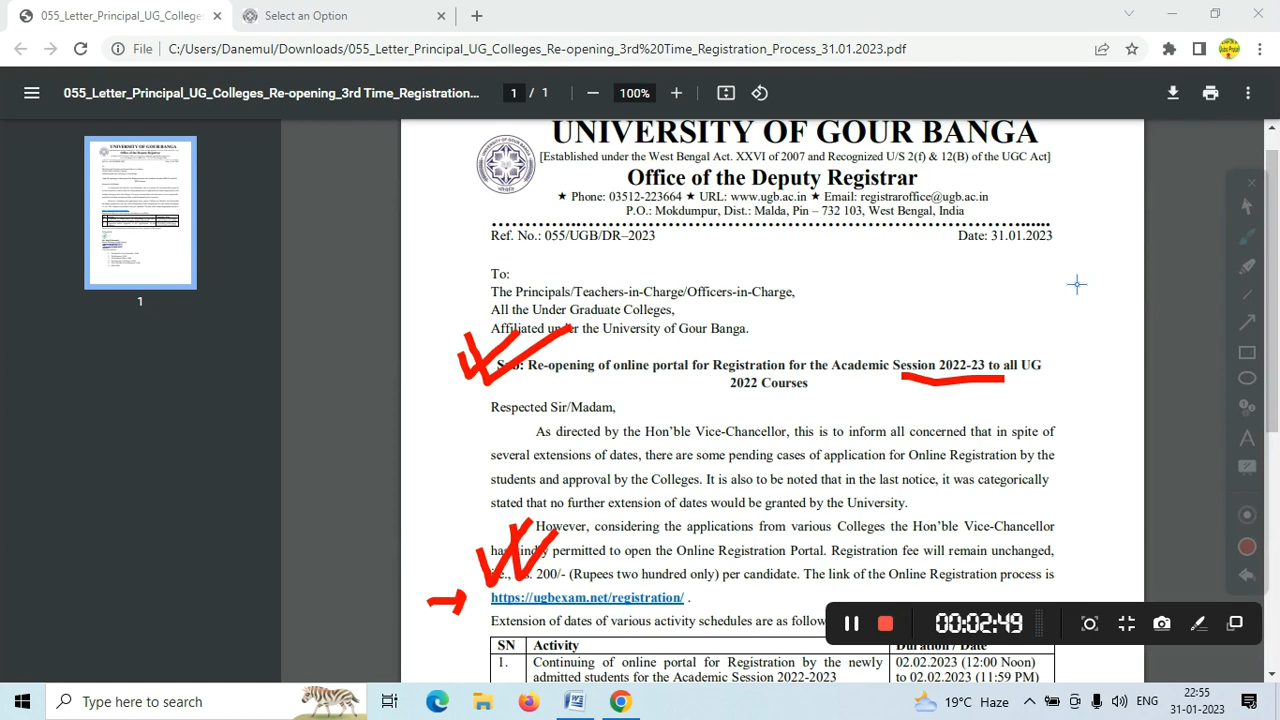 055_Letter_Principal_UG_Colleges
Select an Option
File
C:/Users/Danemul/Downloads/055_Letter_Principal_UG_Colleges_Re-opening_3rd%20Time_Registration_Process_31.01.2023.pdf
055_Letter_Principal_UG_Colleges_Re-opening_3rd Time_Registration...
1 / 1
100%
1
UNIVERSITY OF GOUR BANGA
[Established under the West Bengal Act. XXVI of 2007 and Recognized U/S 2(f) & 12(B) of the UGC Act]
Office of the Deputy Registrar
★ Phone: 03512-223664 ★ URL: www.ugb.ac.in ★ Email: registraroffice@ugb.ac.in
P.O.: Mokdumpur, Dist.: Malda, Pin – 732 103, West Bengal, India
Ref. No.: 055/UGB/DR–2023
Date: 31.01.2023
To:
The Principals/Teachers-in-Charge/Officers-in-Charge,
All the Under Graduate Colleges,
Affiliated under the University of Gour Banga.
Sub: Re-opening of online portal for Registration for the Academic Session 2022-23 to all UG
2022 Courses
Respected Sir/Madam,
As directed by the Hon’ble Vice-Chancellor, this is to inform all concerned that in spite of
several extensions of dates, there are some pending cases of application for Online Registration by the
students and approval by the Colleges. It is also to be noted that in the last notice, it was categorically
stated that no further extension of dates would be granted by the University.
However, considering the applications from various Colleges the Hon’ble Vice-Chancellor
has kindly permitted to open the Online Registration Portal. Registration fee will remain unchanged,
i.e., Rs. 200/- (Rupees two hundred only) per candidate. The link of the Online Registration process is
https://ugbexam.net/registration/ .
Extension of dates of various activity schedules are as follow
SN Activity Duration / Date
1. Continuing of online portal for Registration by the newly 02.02.2023 (12:00 Noon)
admitted students for the Academic Session 2022-2023 to 02.02.2023 (11:59 PM)
00:02:49
Type here to search
19°C Haze
ENG
22:55
31-01-2023